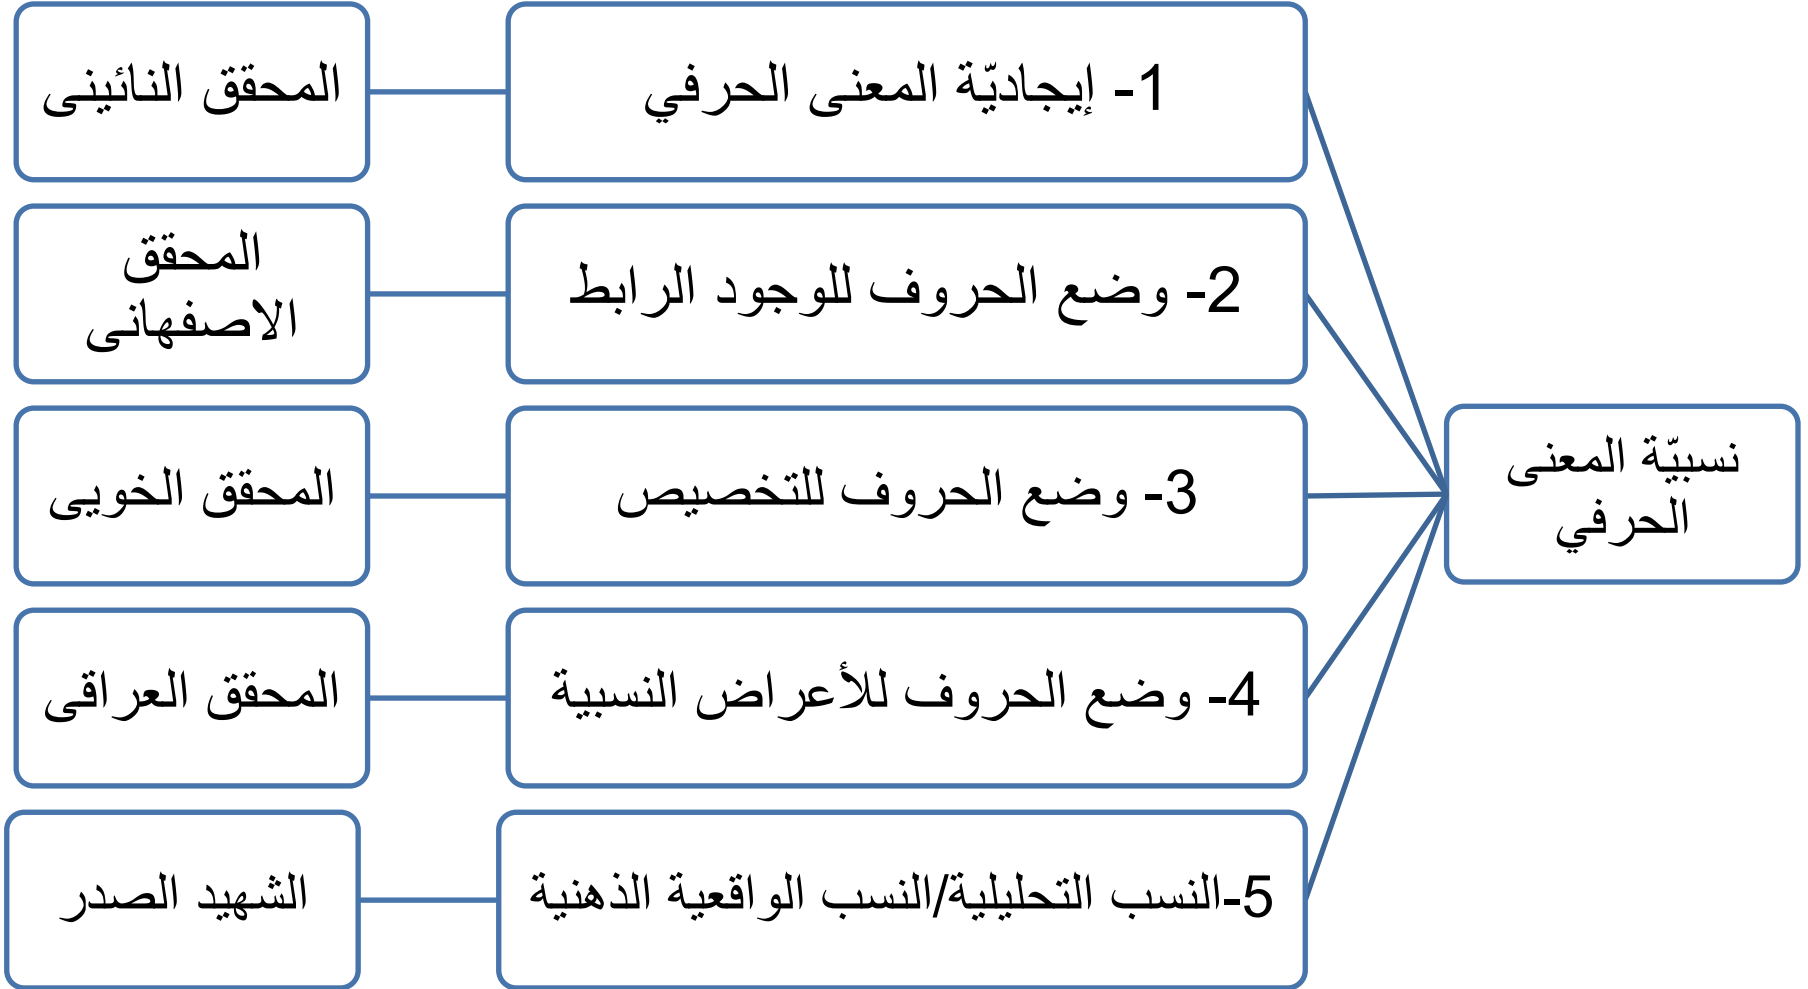 نسبيّة المعنى
الحرفي
1- إيجاديّة المعنى الحرفي
المحقق النائينى
2- وضع الحروف للوجود الرابط
المحقق
الاصفهانى
3- وضع الحروف للتخصيص
المحقق الخويى
4- وضع الحروف للأعراض النسبية
المحقق العراقى
5-النسب التحليلية/النسب الواقعية الذهنية
الشهيد الصدر